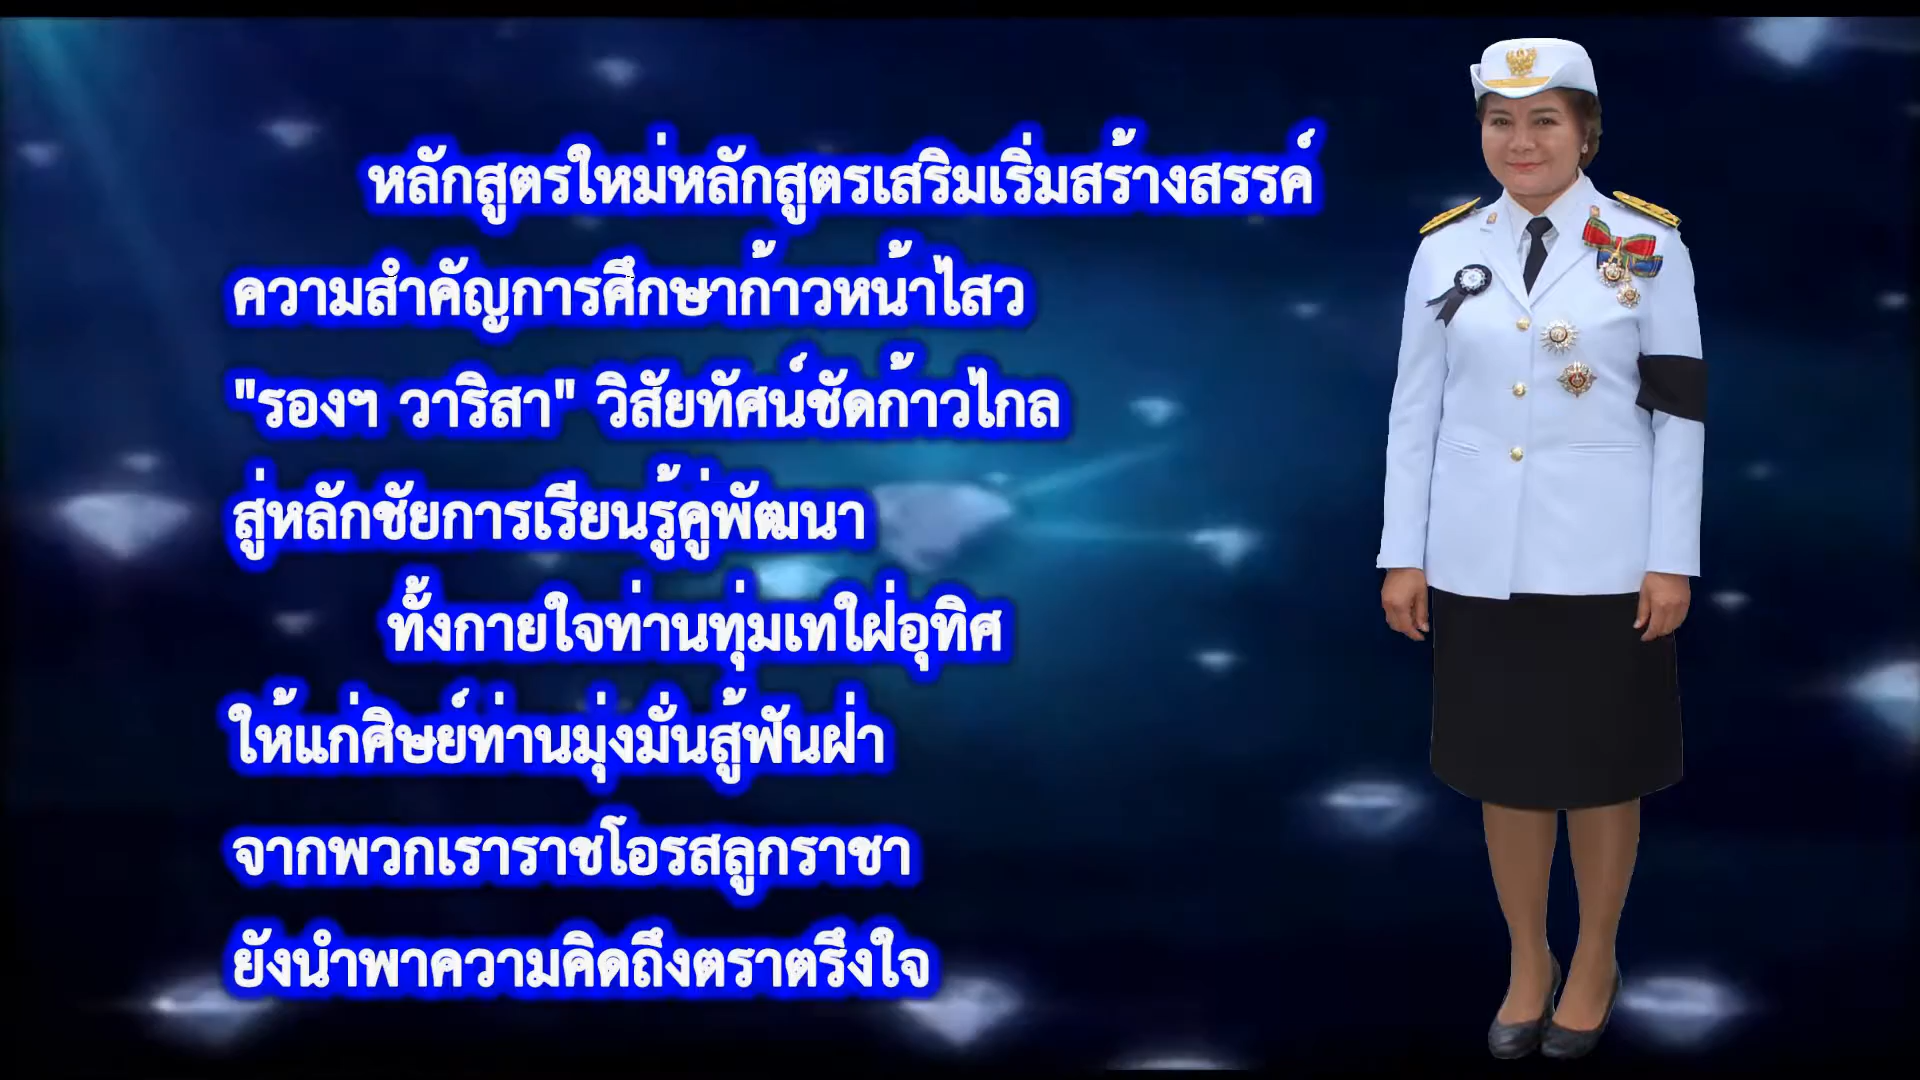 หลักสูตรใหม่หลักสูตรเสริมเริ่มสร้างสรรค์
ความสำคัญการศึกษาก้าวหน้าไสว
"รองฯ วาริสา" วิสัยทัศน์ชัดก้าวไกล
สู่หลักชัยการเรียนรู้คู่พัฒนา
ทั้งกายใจท่านทุ่มเทใฝ่อุทิศ
ให้แก่ศิษย์ท่านมุ่งมั่นสู้ฟันฝ่า
จากพวกเราราชโอรสลูกราชา
ยังนำพาความคิดถึงตราตรึงใจ